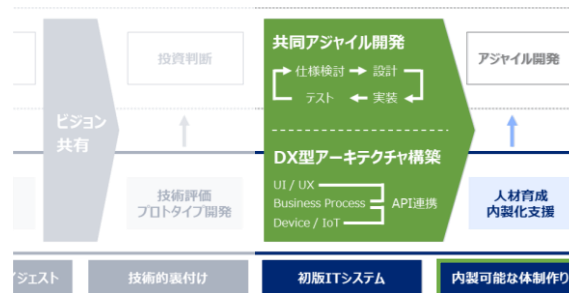 ビジョン
共有
投資判断
技術評価
プロトタイプ開発
共同アジャイル開発
仕様検討
設計
テスト
実装
DX型アーキテクチャ構築
UI / UX
Business Process
API連携
Device / IoT
アジャイル開発
人材育成
内製化支援
イジェスト
技術的裏付け
初版ITシステム
内製可能な体制作り